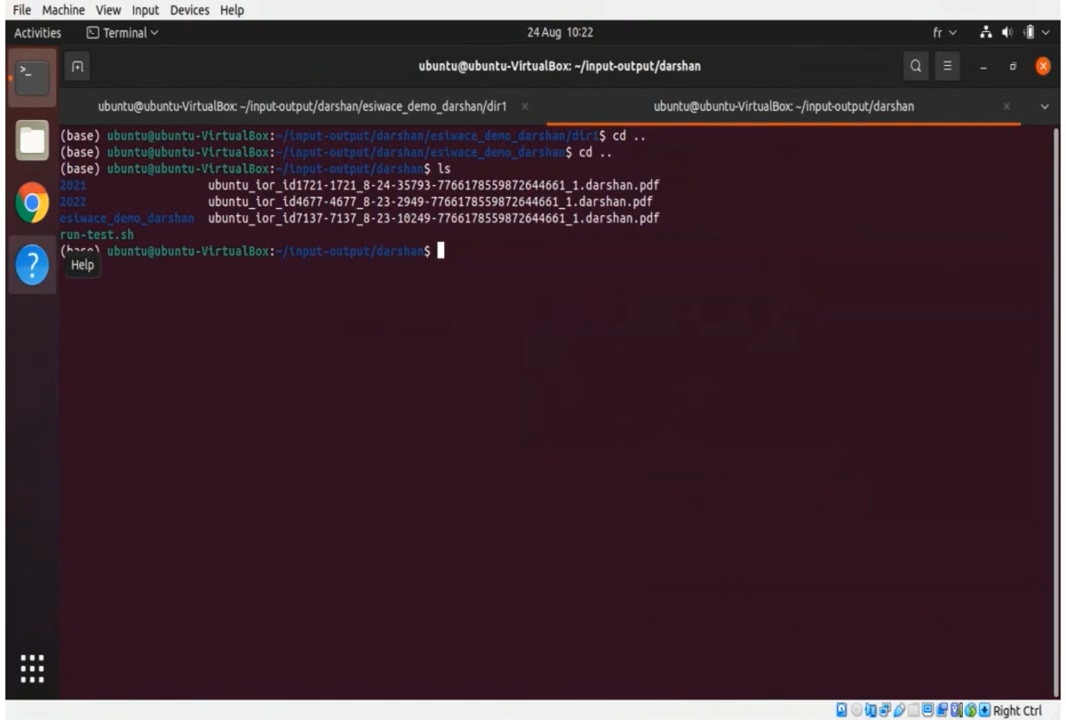 File Machine View Input Devices Help
Activities Terminal 24 Aug 10:22 fr
ubuntu@ubuntu-VirtualBox: ~/input-output/darshan
ubuntu@ubuntu-VirtualBox: ~/input-output/darshan/esiwace_demo_darshan/dir1 × ubuntu@ubuntu-VirtualBox: ~/input-output/darshan ×
(base) ubuntu@ubuntu-VirtualBox:~/input-output/darshan/esiwace_demo_darshan/dir1$ cd ..
(base) ubuntu@ubuntu-VirtualBox:~/input-output/darshan/esiwace_demo_darshan$ cd ..
(base) ubuntu@ubuntu-VirtualBox:~/input-output/darshan$ ls
2021 ubuntu_ior_id1721-1721_8-24-35793-7766178559872644661_1.darshan.pdf
2022 ubuntu_ior_id4677-4677_8-23-2949-7766178559872644661_1.darshan.pdf
esiwace_demo_darshan ubuntu_ior_id7137-7137_8-23-10249-7766178559872644661_1.darshan.pdf
run-test.sh
(base) ubuntu@ubuntu-VirtualBox:~/input-output/darshan$
Help
Right Ctrl